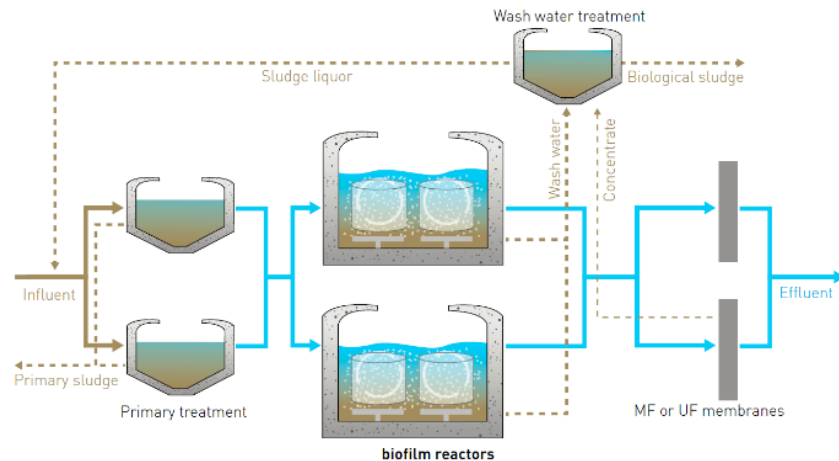 Wash water treatment
Sludge liquor
Biological sludge
Wash water
Concentrate
Influent
Effluent
Primary sludge
Primary treatment
MF or UF membranes
biofilm reactors